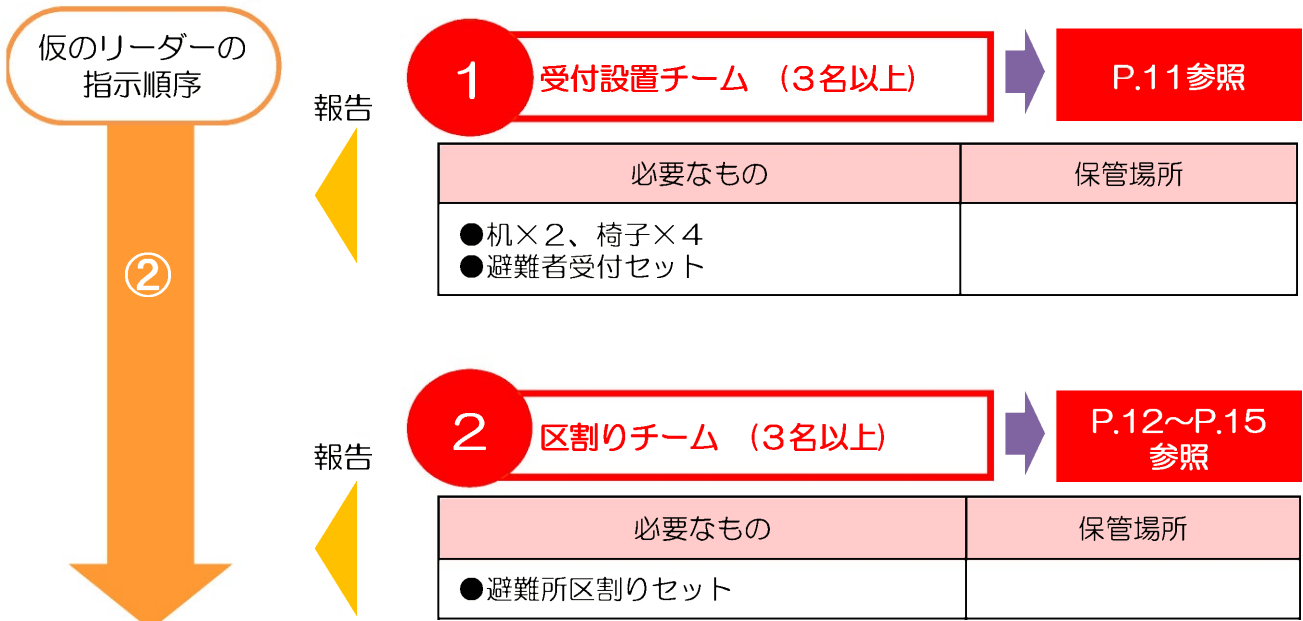 仮のリーダーの
指示順序
②
報告
1
受付設置チーム （３名以上）
P.11参照
必要なもの
保管場所
●机×２、椅子×４
●避難者受付セット
報告
2
区割りチーム （３名以上）
P.12～P.15
参照
必要なもの
保管場所
●避難所区割りセット